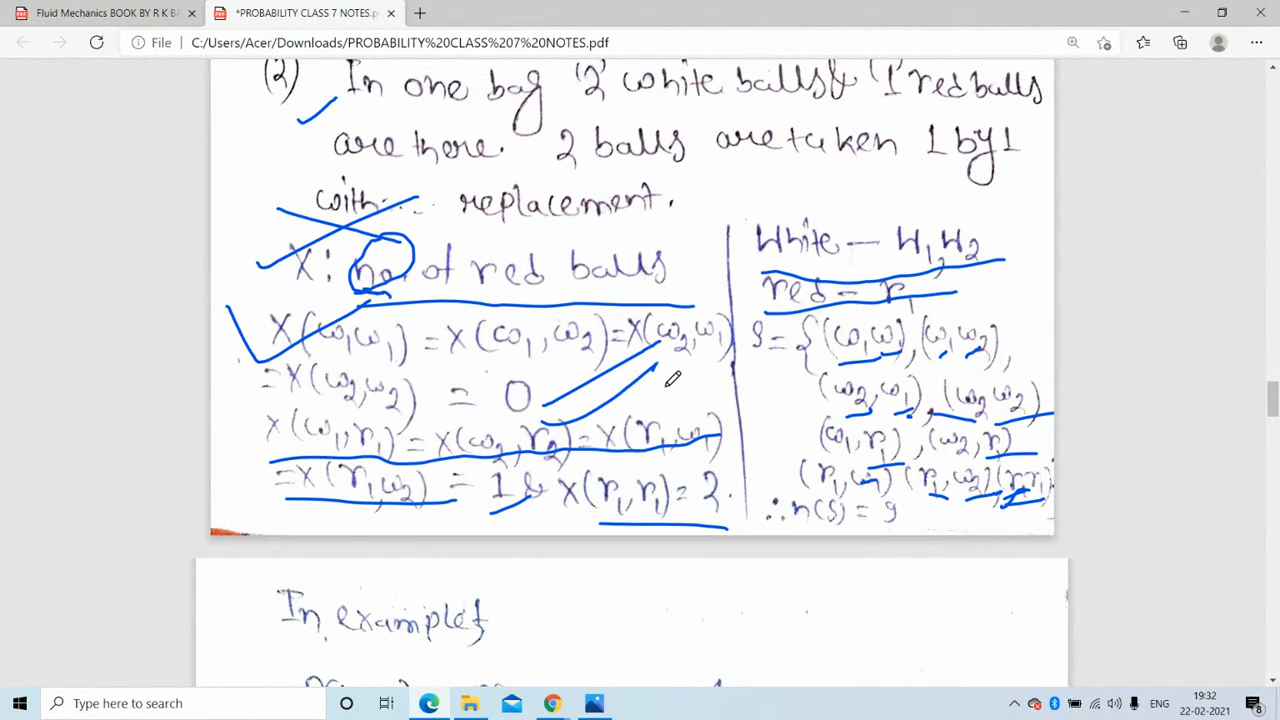 Fluid Mechanics BOOK BY R K B/
*PROBABILITY CLASS 7 NOTES.p
File
C:/Users/Acer/Downloads/PROBABILITY%20CLASS%207%20NOTES.pdf
(2) In one bag '2' white balls & '1' red balls
are there. 2 balls are taken 1 by 1
with... replacement.
X: no. of red balls
X(ω1ω1) = X(ω1, ω2) = X(ω2, ω1)
= X(ω2, ω2) = 0
X(ω1, r1) = X(ω2, r2) = X(r1, ω1)
= X(r1, ω2) = 1 & X(r1, r1) = 2.
White — W1, W2
red — r1
S = {(ω1, ω1), (ω1, ω2),
(ω2, ω1), (ω2 ω2)
(ω1, r1), (ω2, r1)
(r1, ω1) (r1, ω2) (r1 r1)}
∴ n(S) = 9
In example
Type here to search
ENG
19:32
22-02-2021
8